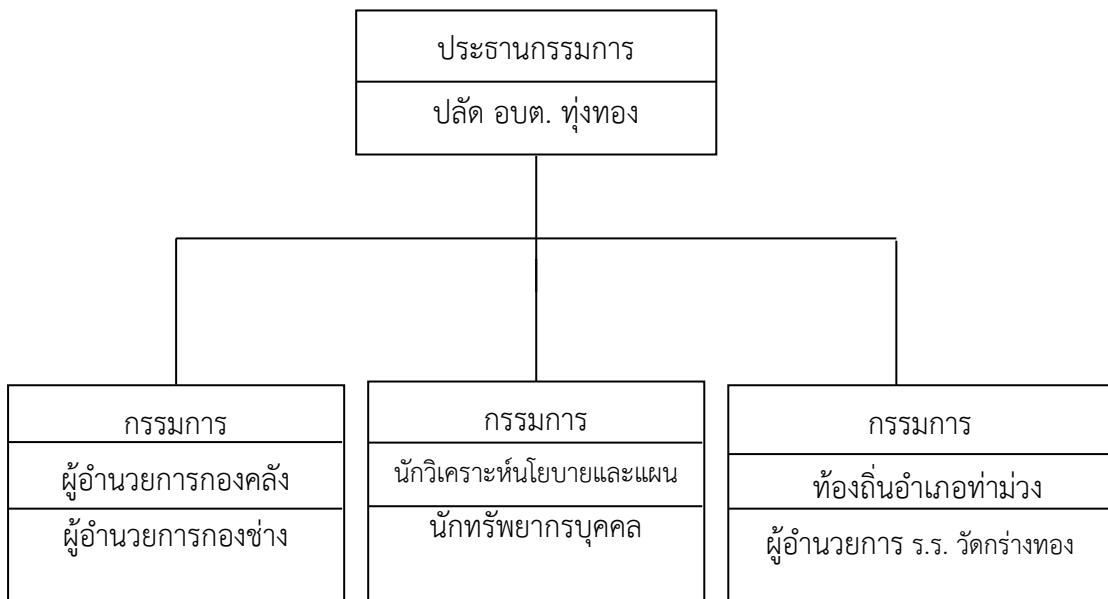 ประธานกรรมการ
ปลัด อบต. ทุ่งทอง
กรรมการ
ผู้อำนวยการกองคลัง
ผู้อำนวยการกองช่าง
กรรมการ
นักวิเคราะห์นโยบายและแผน
นักทรัพยากรบุคคล
กรรมการ
ท้องถิ่นอำเภอท่าม่วง
ผู้อำนวยการ ร.ร. วัดกร่างทอง